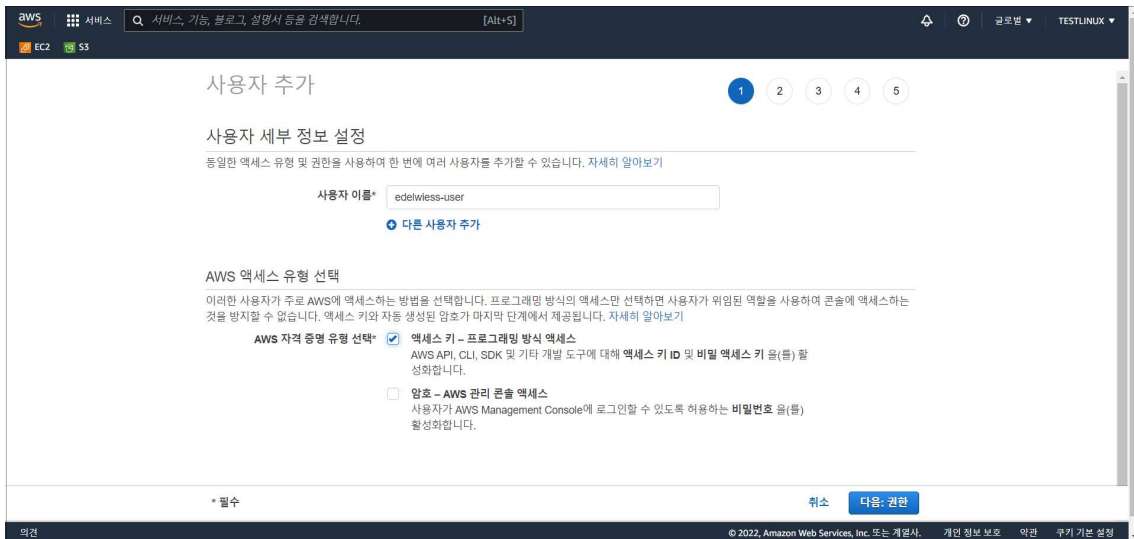 aws 서비스 서비스, 기능, 블로그, 설명서 등을 검색합니다. [Alt+S] 글로벌 ▼ TESTLINUX ▼
EC2 S3
사용자 추가 1 2 3 4 5
사용자 세부 정보 설정
동일한 액세스 유형 및 권한을 사용하여 한 번에 여러 사용자를 추가할 수 있습니다. 자세히 알아보기
사용자 이름* edelwiess-user
다른 사용자 추가
AWS 액세스 유형 선택
이러한 사용자가 주로 AWS에 액세스하는 방법을 선택합니다. 프로그래밍 방식의 액세스만 선택하면 사용자가 위임된 역할을 사용하여 콘솔에 액세스하는
것을 방지할 수 없습니다. 액세스 키와 자동 생성된 암호가 마지막 단계에서 제공됩니다. 자세히 알아보기
AWS 자격 증명 유형 선택* 액세스 키 – 프로그래밍 방식 액세스
AWS API, CLI, SDK 및 기타 개발 도구에 대해 액세스 키 ID 및 비밀 액세스 키 을(를) 활
성화합니다.
암호 – AWS 관리 콘솔 액세스
사용자가 AWS Management Console에 로그인할 수 있도록 허용하는 비밀번호 을(를)
활성화합니다.
* 필수 취소 다음: 권한
의견 © 2022, Amazon Web Services, Inc. 또는 계열사. 개인 정보 보호 약관 쿠키 기본 설정